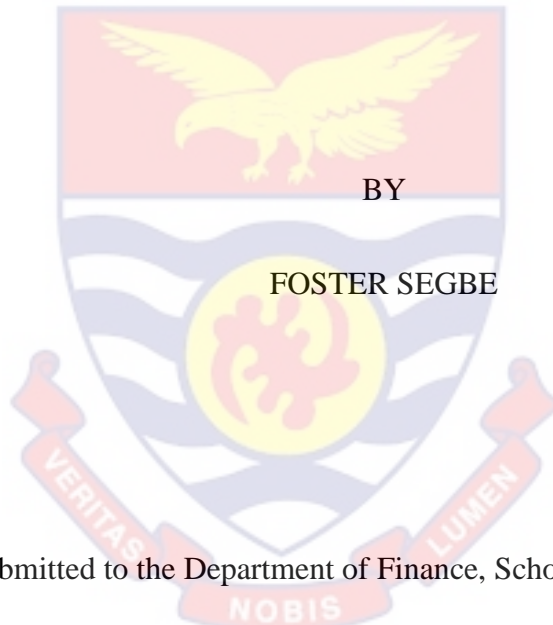 BY
FOSTER SEGBE
bmitted to the Department of Finance, Scho
VERITAS
NOBIS
LUMEN